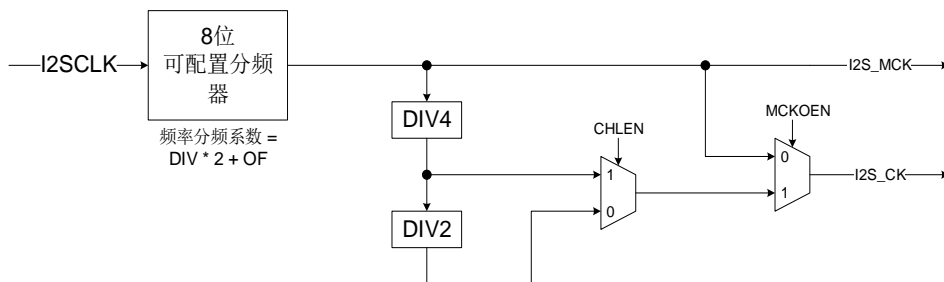 I2SCLK
8位
可配置分频
器
频率分频系数 =
DIV * 2 + OF
I2S_MCK
DIV4
CHLEN
MCKOEN
1
0
0
1
I2S_CK
DIV2